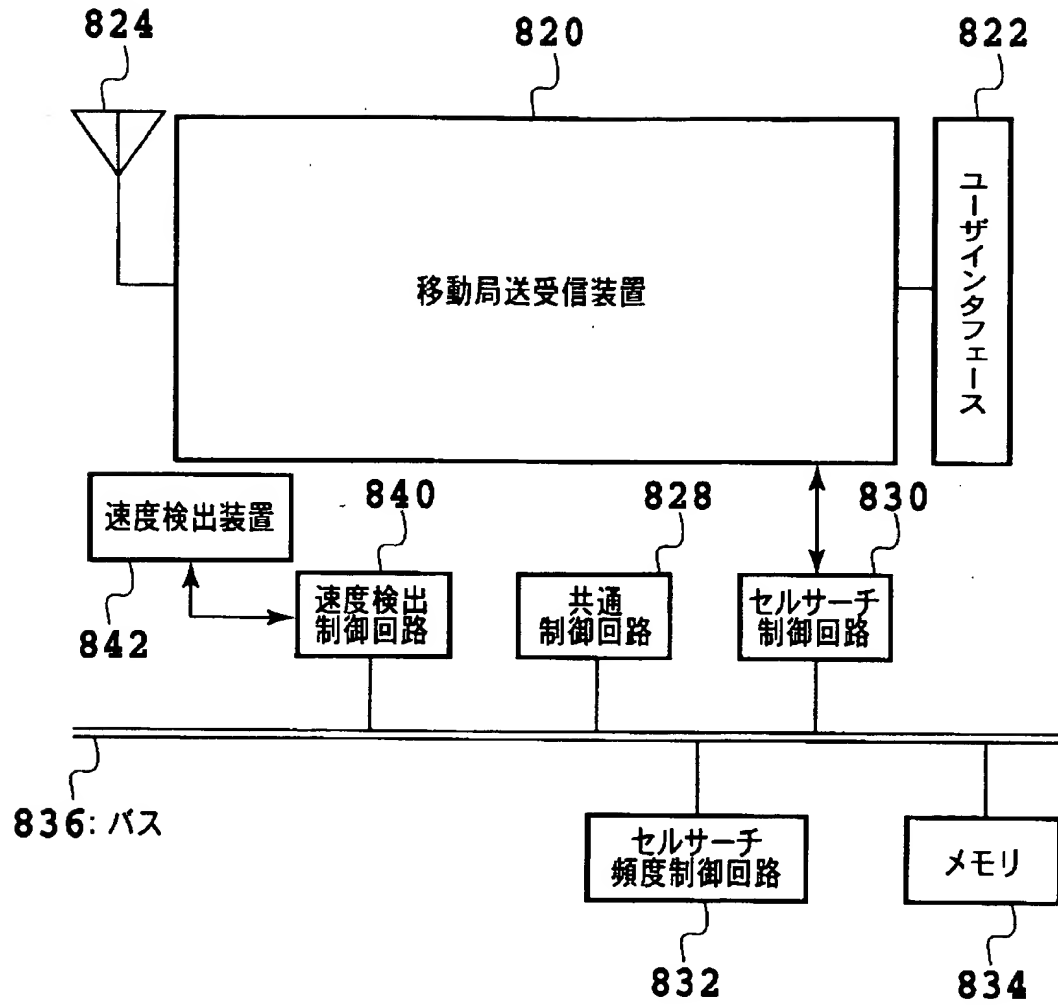 824
820
822
移動局送受信装置
ユーザインタフェース
速度検出装置
842
840
速度検出
制御回路
828
共通
制御回路
830
セルサーチ
制御回路
836:バス
セルサーチ
頻度制御回路
832
メモリ
834